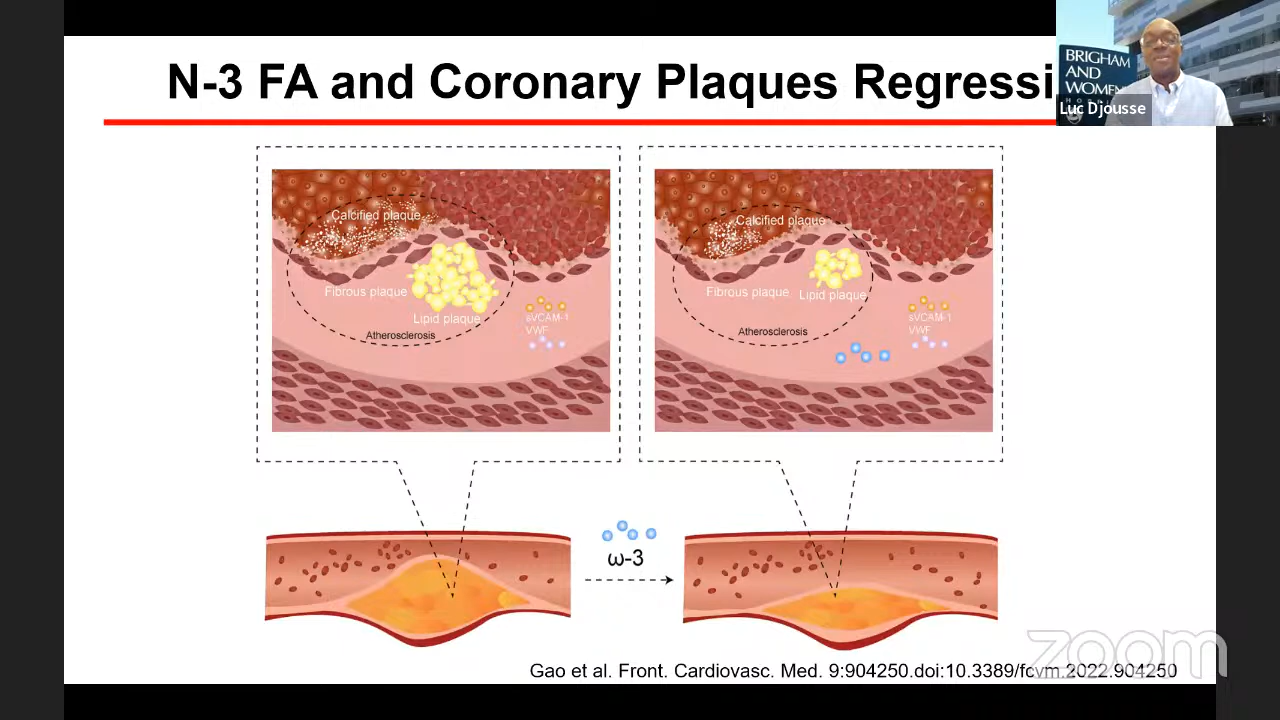 N-3 FA and Coronary Plaques Regressi
BRIGHAM
AND
WOMEN
Luc Djousse
Calcified plaque
Fibrous plaque
Lipid plaque
Atherosclerosis
sVCAM-1
VWF
Calcified plaque
Fibrous plaque
Lipid plaque
Atherosclerosis
sVCAM-1
VWF
ω-3
zoom
Gao et al. Front. Cardiovasc. Med. 9:904250.doi:10.3389/fcvm.2022.904250